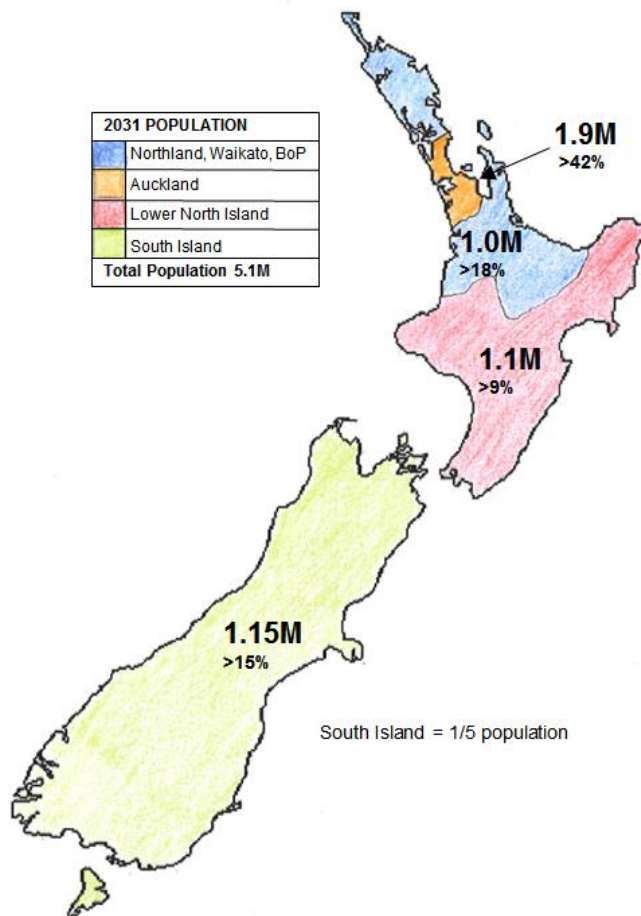 2031 POPULATION
Northland, Waikato, BoP
Auckland
Lower North Island
South Island
Total Population 5.1M
1.9M
>42%
1.0M
>18%
1.1M
>9%
1.15M
>15%
South Island = 1/5 population